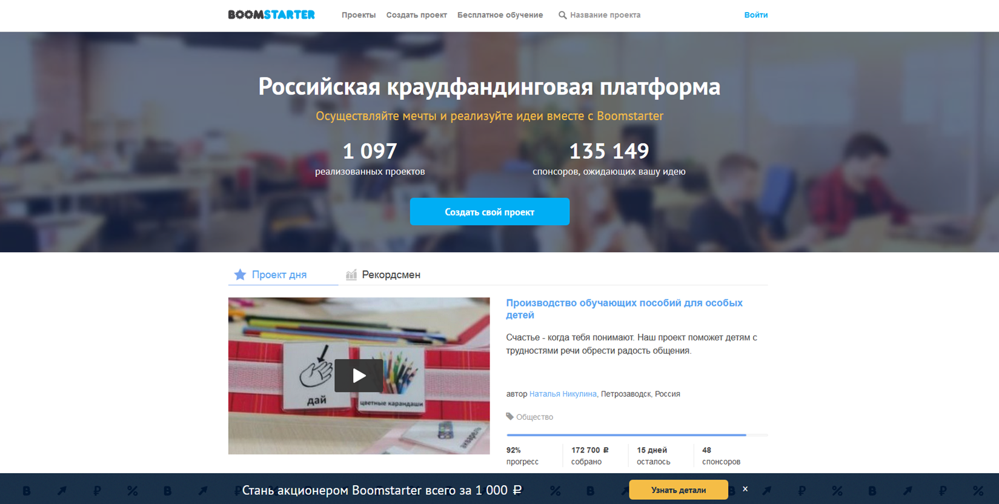 BOOMSTARTER
Проекты Создать проект Бесплатное обучение Название проекта Войти
Российская краудфандинговая платформа
Осуществляйте мечты и реализуйте идеи вместе с Boomstarter
1 097 135 149
реализованных проектов спонсоров, ожидающих вашу идею
Создать свой проект
Проект дня Рекордсмен
дай
цветные карандаши
акварель
Производство обучающих пособий для особых
детей
Счастье - когда тебя понимают. Наш проект поможет детям с
трудностями речи обрести радость общения.
автор Наталья Никулина, Петрозаводск, Россия
Общество
92% 172 700 ₽ 15 дней 48
прогресс собрано осталось спонсоров
Стань акционером Boomstarter всего за 1 000 ₽ Узнать детали x